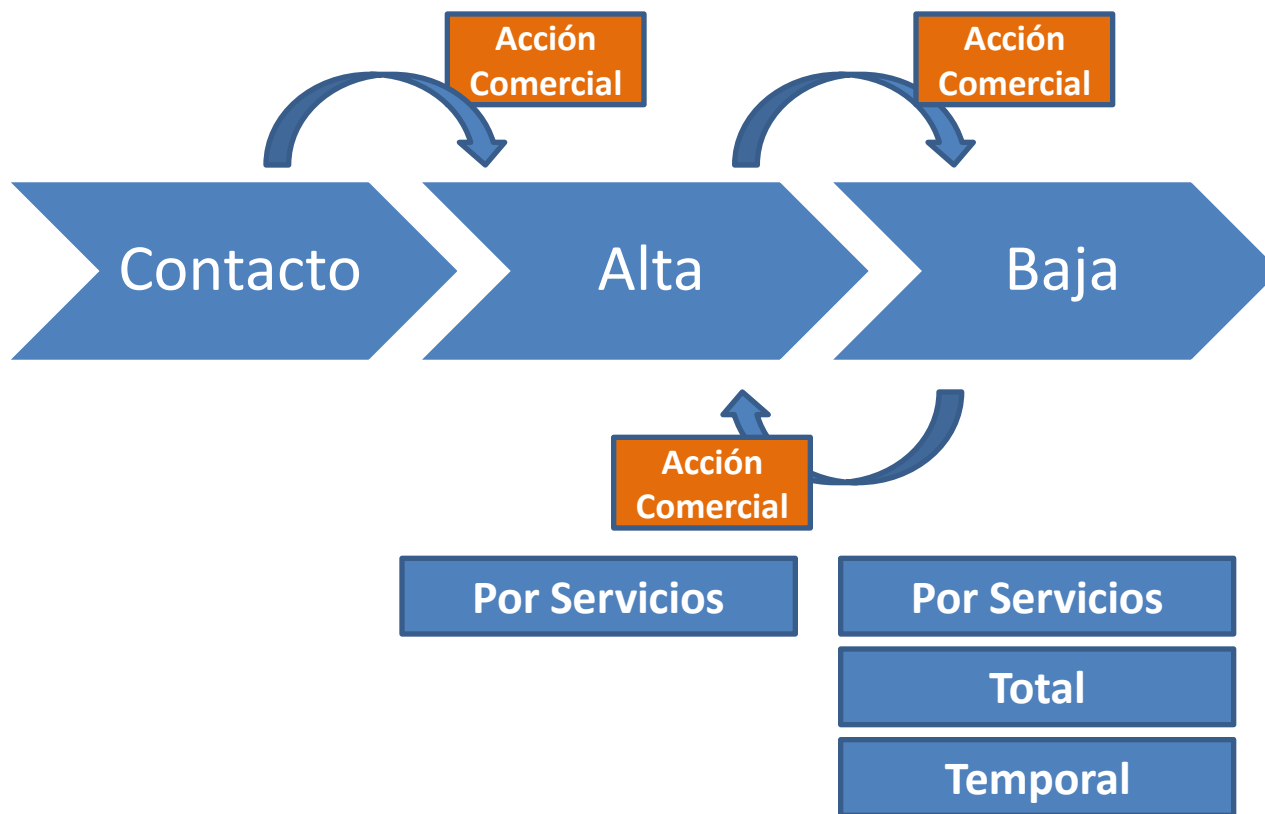 Acción
Comercial
Acción
Comercial
Contacto
Alta
Baja
Acción
Comercial
Por Servicios
Por Servicios
Total
Temporal